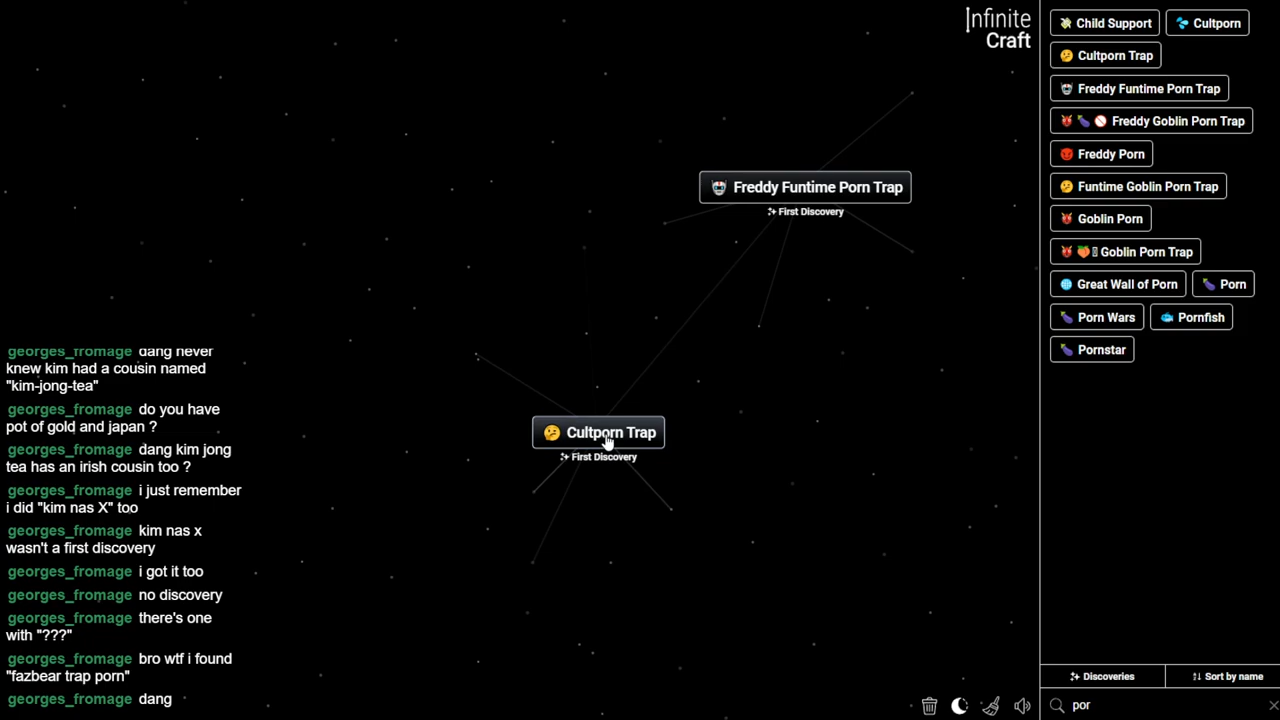 Infinite
Craft
Freddy Funtime Porn Trap
First Discovery
Cultporn Trap
First Discovery
georges_fromage dang never
knew kim had a cousin named
"kim-jong-tea"
georges_fromage do you have
pot of gold and japan ?
georges_fromage dang kim jong
tea has an irish cousin too ?
georges_fromage i just remember
i did "kim nas X" too
georges_fromage kim nas x
wasn't a first discovery
georges_fromage i got it too
georges_fromage no discovery
georges_fromage there's one
with "???"
georges_fromage bro wtf i found
"fazbear trap porn"
georges_fromage dang
Child Support Cultporn
Cultporn Trap
Freddy Funtime Porn Trap
Freddy Goblin Porn Trap
Freddy Porn
Funtime Goblin Porn Trap
Goblin Porn
Goblin Porn Trap
Great Wall of Porn Porn
Porn Wars Pornfish
Pornstar
Discoveries Sort by name
por